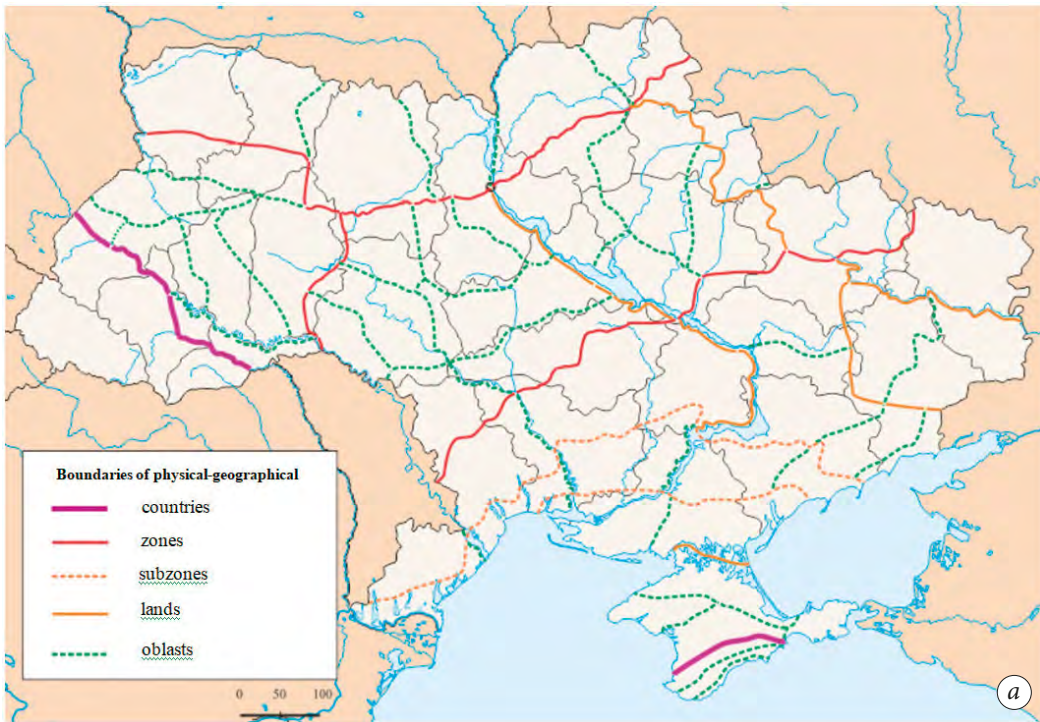 Boundaries of physical-geographical
countries
zones
subzones
lands
oblasts
0 50 100
a